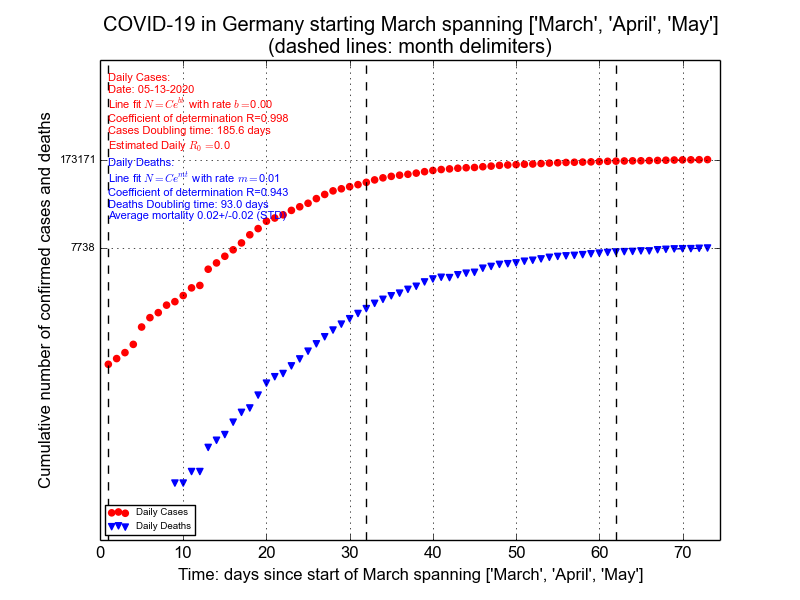 COVID-19 in Germany starting March spanning ['March', 'April', 'May']
(dashed lines: month delimiters)
Daily Cases:
Date: 05-13-2020
Line fit N=Ce^{bt} with rate b=0.00
Coefficient of determination R=0.998
Cases Doubling time: 185.6 days
Estimated Daily R_0=0.0
Daily Deaths:
Line fit N=Ce^{mt} with rate m=0.01
Coefficient of determination R=0.943
Deaths Doubling time: 93.0 days
Average mortality 0.02+/-0.02 (STD)
173171
7738
Cumulative number of confirmed cases and deaths
Daily Cases
Daily Deaths
0 10 20 30 40 50 60 70
Time: days since start of March spanning ['March', 'April', 'May']